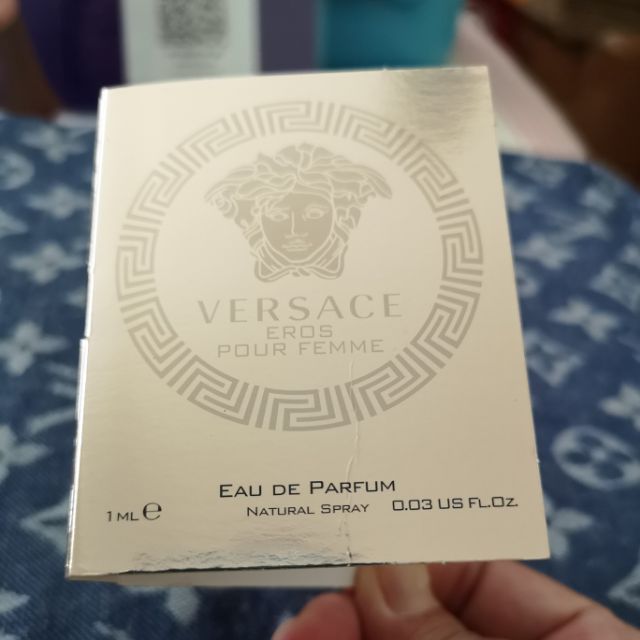 VERSACE
EROS
POUR FEMME
EAU DE PARFUM
1 ML e NATURAL SPRAY 0.03 US FL.OZ.